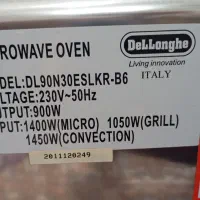 ROWAVE OVEN
DeLonghi
Living innovation
ITALY
DEL:DL90N30ESLKR-B6
LTAGE:230V~50Hz
UTPUT:900W
PUT:1400W(MICRO) 1050W(GRILL)
1450W(CONVECTION)
2011120249